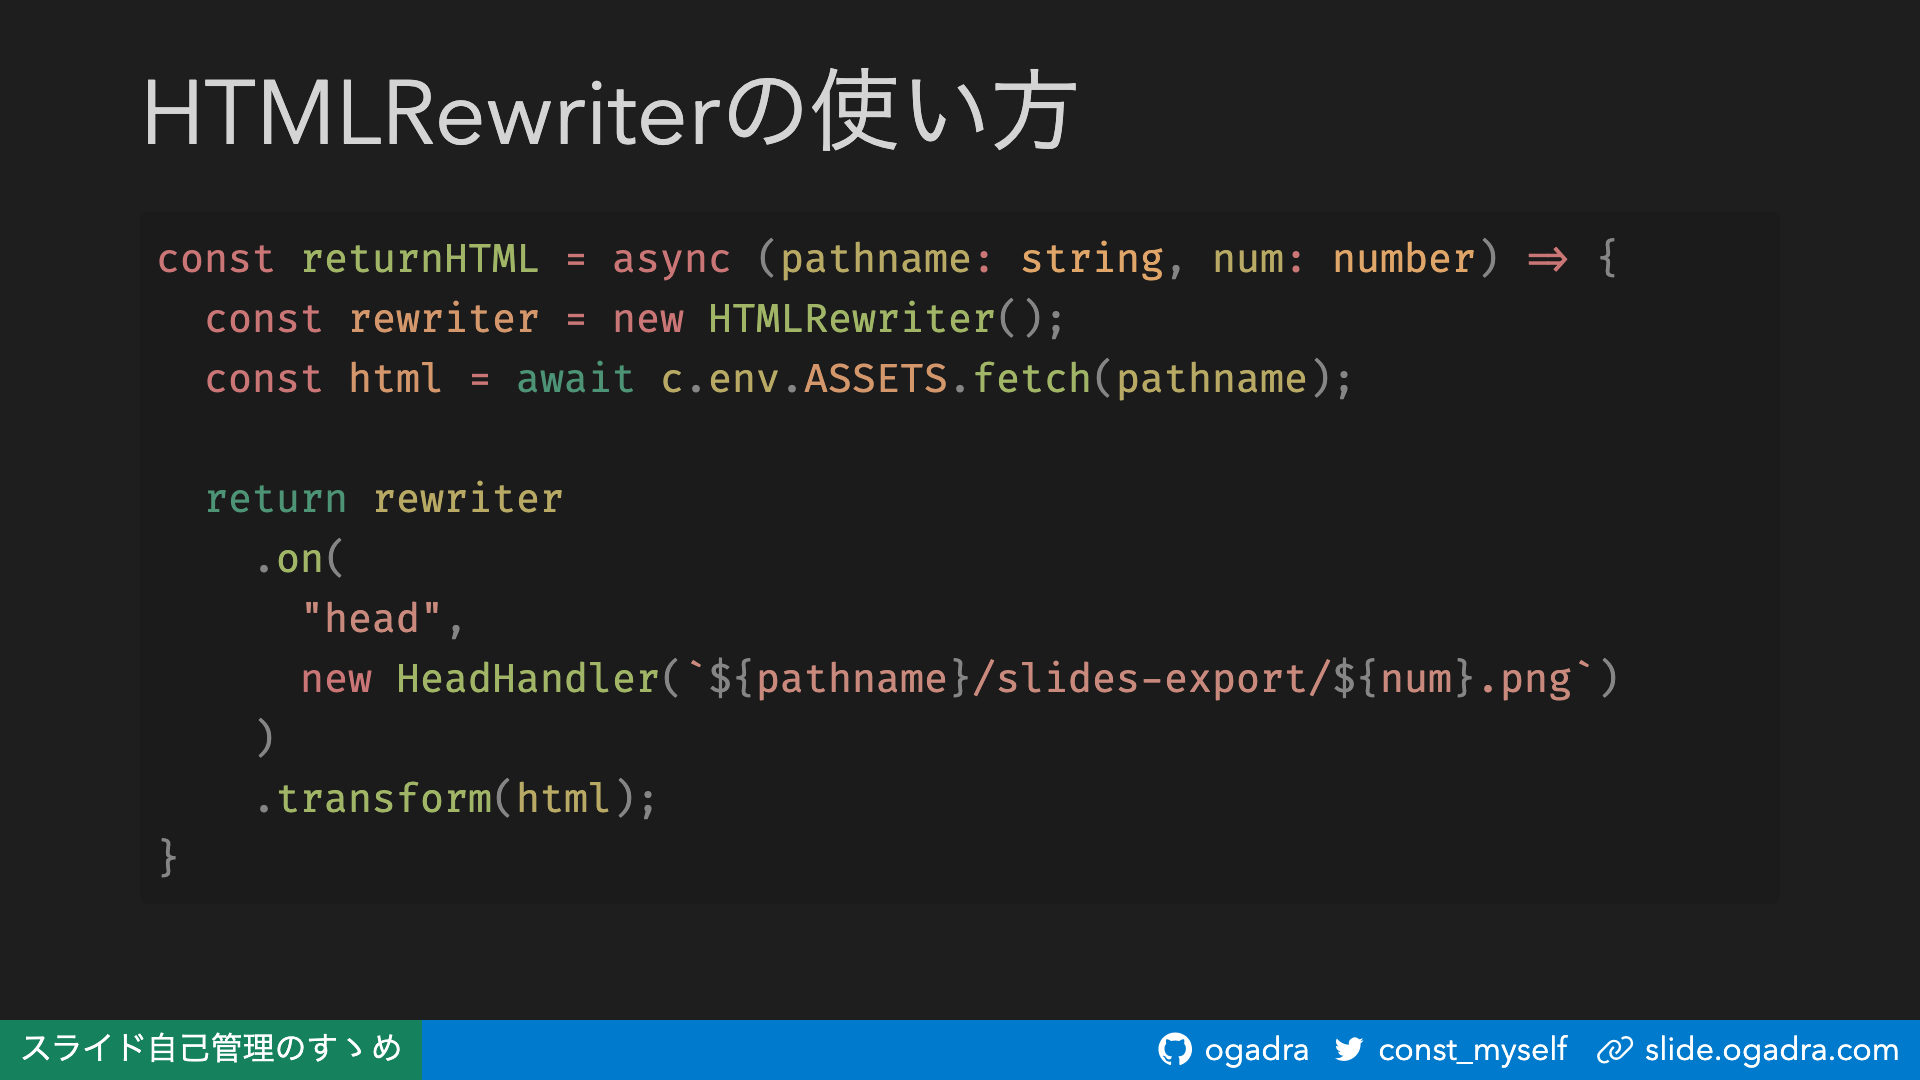 HTMLRewriterの使い方
const returnHTML = async (pathname: string, num: number) => {
  const rewriter = new HTMLRewriter();
  const html = await c.env.ASSETS.fetch(pathname);
  return rewriter
    .on(
      "head",
      new HeadHandler(`${pathname}/slides-export/${num}.png`)
    )
    .transform(html);
}
スライド自己管理のすゝめ
ogadra const_myself slide.ogadra.com